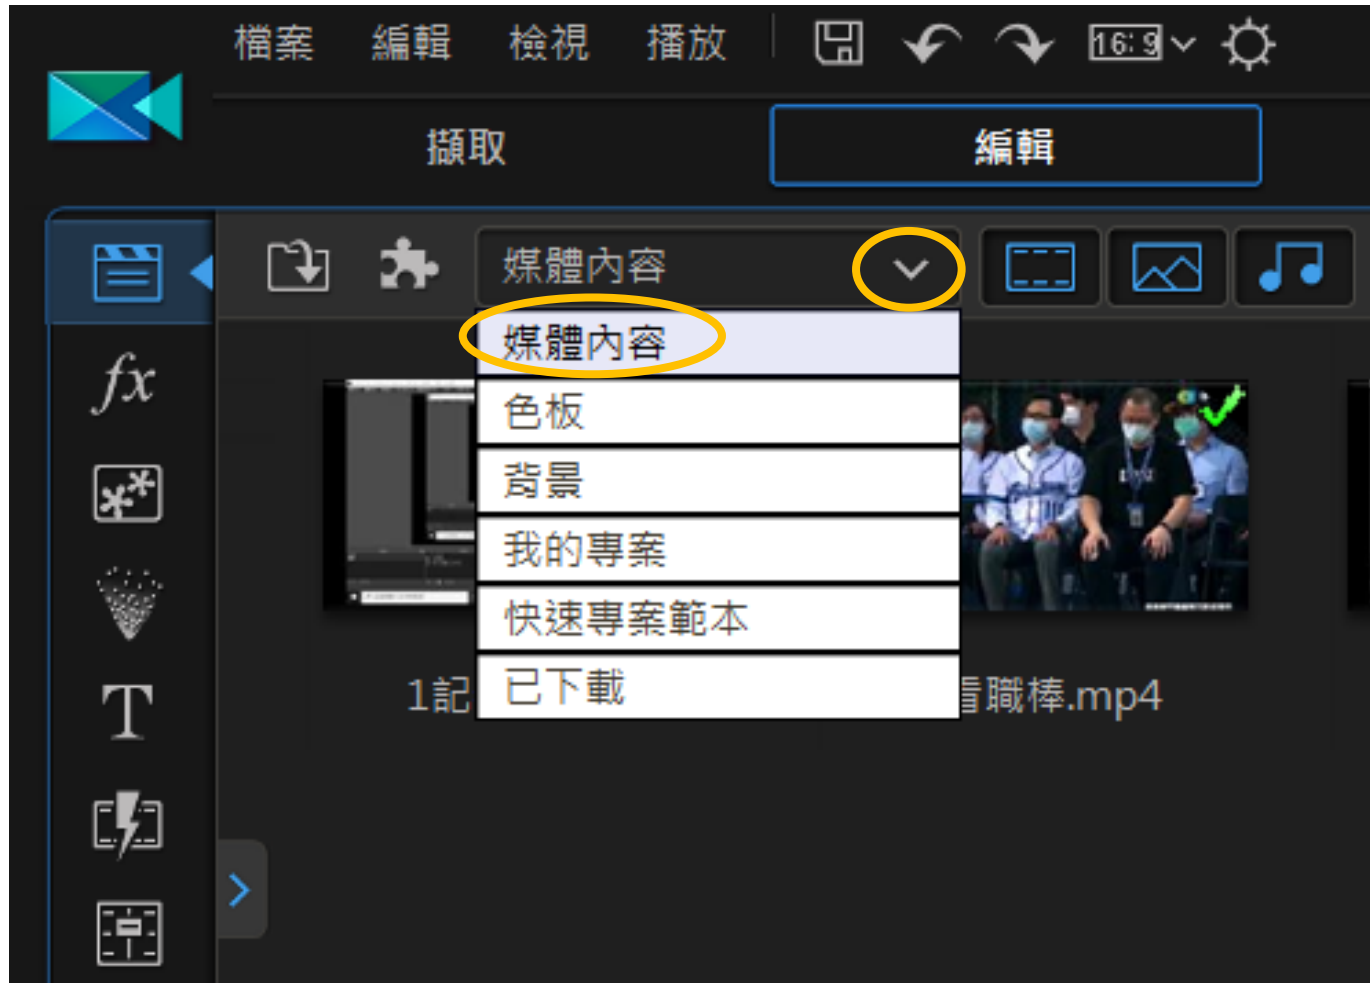 檔案 編輯 檢視 播放 16:9
擷取 編輯
媒體內容
媒體內容
色板
背景
我的專案
快速專案範本
已下載
fx
T
1記
看職棒.mp4